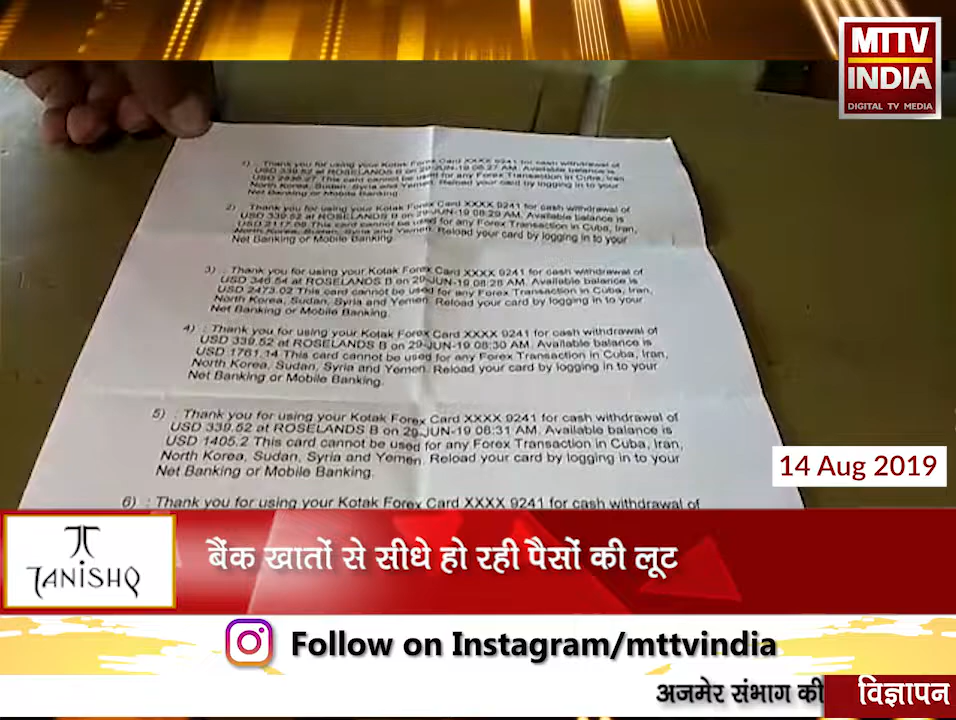 MTTV
INDIA
DIGITAL TV MEDIA
1) : Thank you for using your Kotak Forex Card XXXX 9241 for cash withdrawal of
USD 339.52 at ROSELANDS B on 29-JUN-19 08:27 AM. Available balance is
USD This card cannot be used for any Forex Transaction in Cuba, Iran,
North Korea, Sudan, Syria and Yemen. Reload your card by logging in to your
Net Banking or Mobile Banking.
2) : Thank you for using your Kotak Forex Card XXXX 9241 for cash withdrawal of
USD 339.52 at ROSELANDS B on 29-JUN-19 08:29 AM. Available balance is
USD 2117.08 This card cannot be used for any Forex Transaction in Cuba, Iran,
North Korea, Sudan, Syria and Yemen. Reload your card by logging in to your
Net Banking or Mobile Banking.
3) : Thank you for using your Kotak Forex Card XXXX 9241 for cash withdrawal of
USD 346.54 at ROSELANDS B on 29-JUN-19 08:28 AM. Available balance is
USD 2473.02 This card cannot be used for any Forex Transaction in Cuba, Iran,
North Korea, Sudan, Syria and Yemen. Reload your card by logging in to your
Net Banking or Mobile Banking.
4) : Thank you for using your Kotak Forex Card XXXX 9241 for cash withdrawal of
USD 339.52 at ROSELANDS B on 29-JUN-19 08:30 AM. Available balance is
USD 1761.14 This card cannot be used for any Forex Transaction in Cuba, Iran,
North Korea, Sudan, Syria and Yemen. Reload your card by logging in to your
Net Banking or Mobile Banking.
5) : Thank you for using your Kotak Forex Card XXXX 9241 for cash withdrawal of
USD 339.52 at ROSELANDS B on 29-JUN-19 08:31 AM. Available balance is
USD 1405.2 This card cannot be used for any Forex Transaction in Cuba, Iran,
North Korea, Sudan, Syria and Yemen. Reload your card by logging in to your
Net Banking or Mobile Banking.
6) : Thank you for using your Kotak Forex Card XXXX 9241 for cash withdrawal of
14 Aug 2019
TANISHQ
बैंक खातों से सीधे हो रही पैसों की लूट
Follow on Instagram/mttvindia
अजमेर संभाग की
विज्ञापन